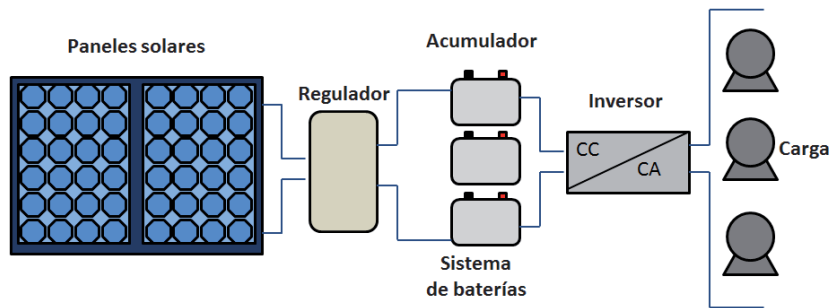 Paneles solares
Regulador
Acumulador
Sistema
de baterías
Inversor
CC
CA
Carga